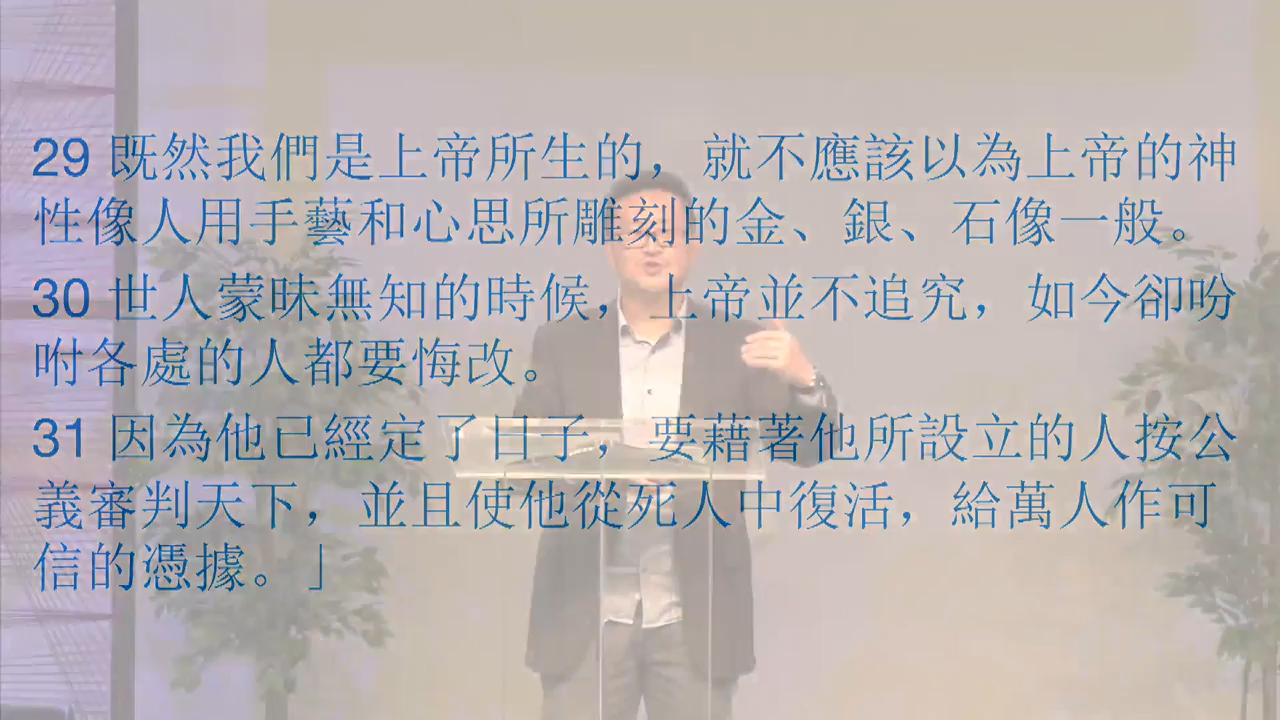 29 既然我們是上帝所生的，就不應該以為上帝的神
性像人用手藝和心思所雕刻的金、銀、石像一般。
30 世人蒙昧無知的時候，上帝並不追究，如今卻吩
咐各處的人都要悔改。
31 因為他已經定了日子，要藉著他所設立的人按公
義審判天下，並且使他從死人中復活，給萬人作可
信的憑據。」